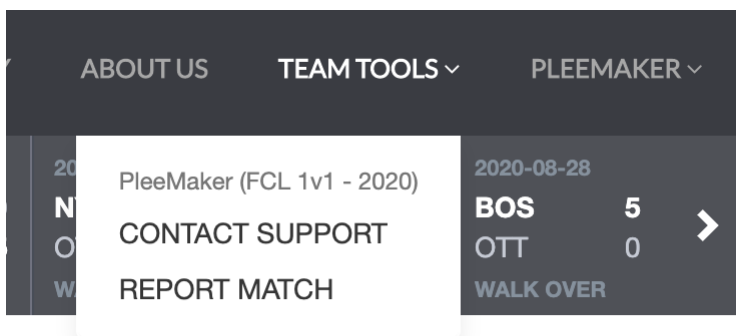 ABOUT US TEAM TOOLS PLEEMAKER
PleeMaker (FCL 1v1 - 2020)
CONTACT SUPPORT
REPORT MATCH
2020-08-28
BOS 5
OTT 0
WALK OVER